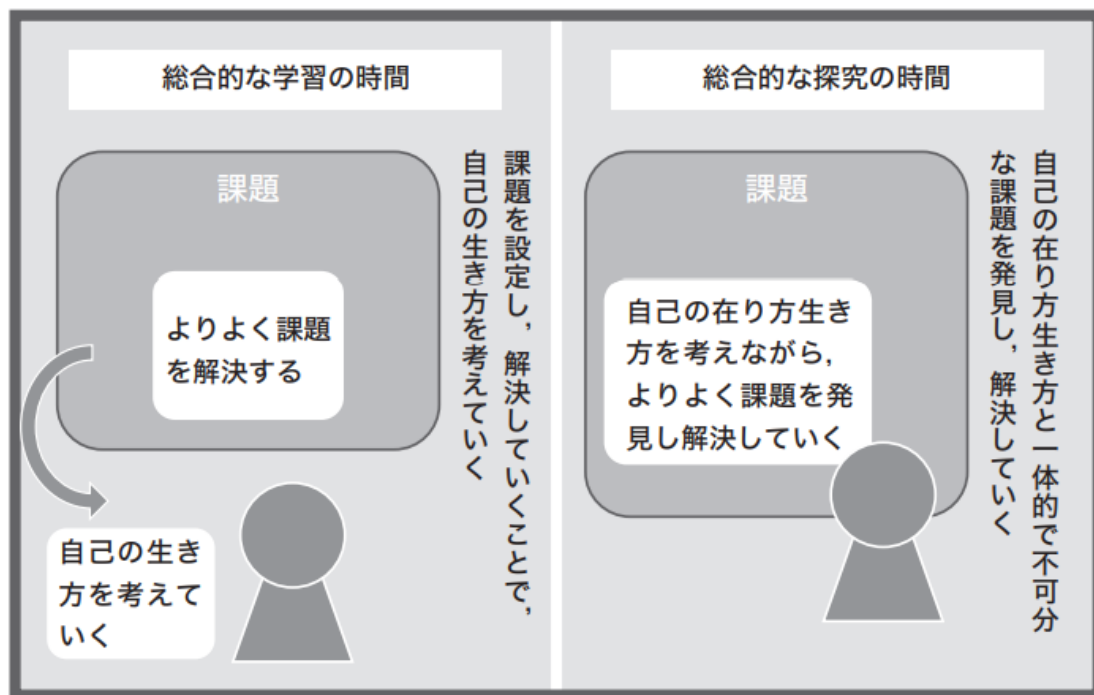 総合的な学習の時間
課題
よりよく課題
を解決する
自己の生き
方を考えて
いく
課題を設定し，解決していくことで，
自己の生き方を考えていく
総合的な探究の時間
課題
自己の在り方生き
方を考えながら，
よりよく課題を発
見し解決していく
自己の在り方生き方と一体的で不可分
な課題を発見し，解決していく